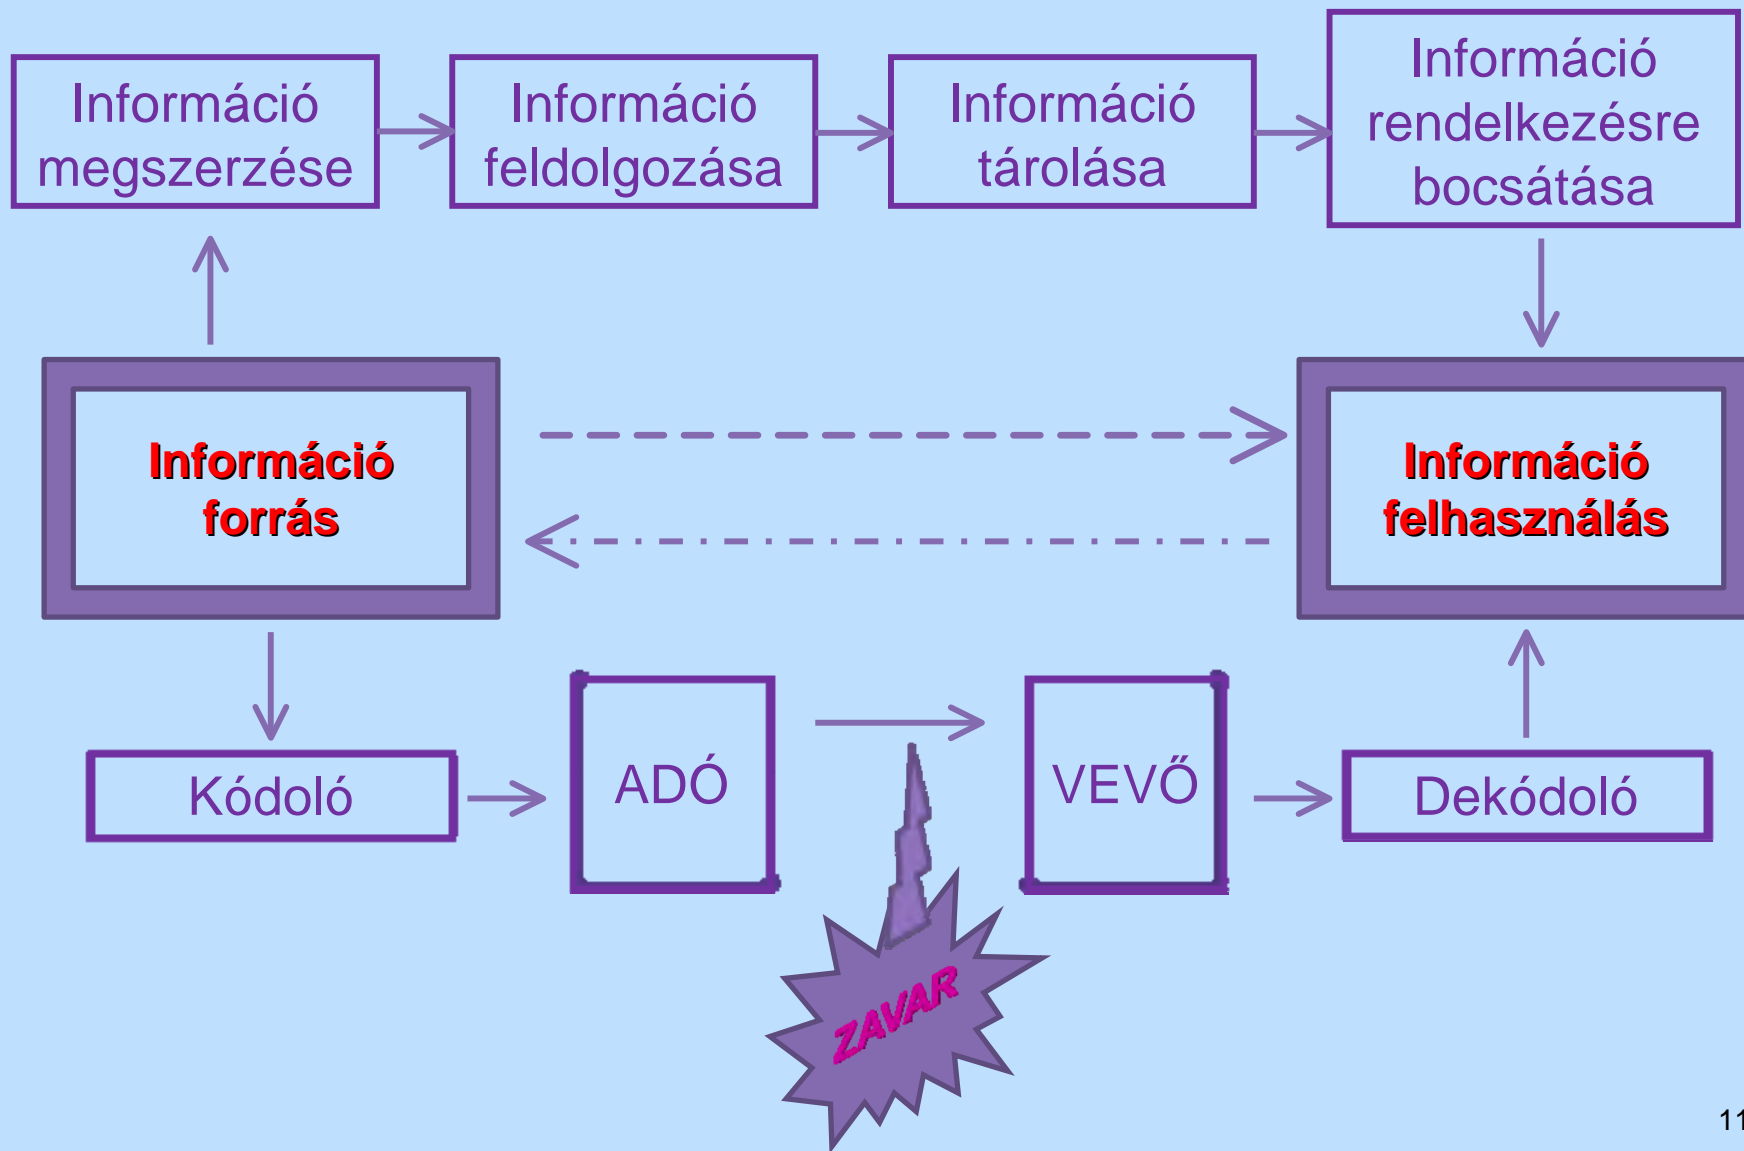 Információ
megszerzése
Információ
feldolgozása
Információ
tárolása
Információ
rendelkezésre
bocsátása
Információ
forrás
Információ
felhasználás
Kódoló
ADÓ
VEVŐ
Dekódoló
ZAVAR
11